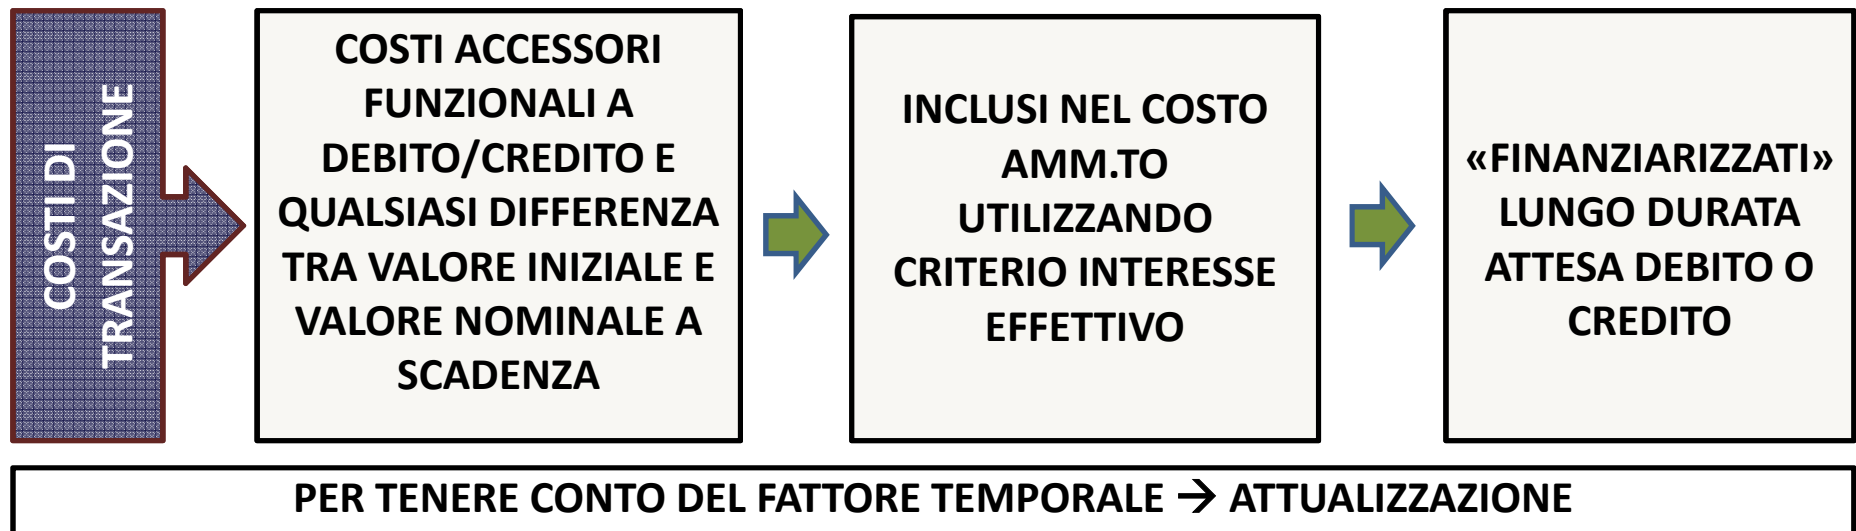 COSTI DI
TRANSAZIONE
COSTI ACCESSORI
FUNZIONALI A
DEBITO/CREDITO E
QUALSIASI DIFFERENZA
TRA VALORE INIZIALE E
VALORE NOMINALE A
SCADENZA
INCLUSI NEL COSTO
AMM.TO
UTILIZZANDO
CRITERIO INTERESSE
EFFETTIVO
«FINANZIARIZZATI»
LUNGO DURATA
ATTESA DEBITO O
CREDITO
PER TENERE CONTO DEL FATTORE TEMPORALE → ATTUALIZZAZIONE